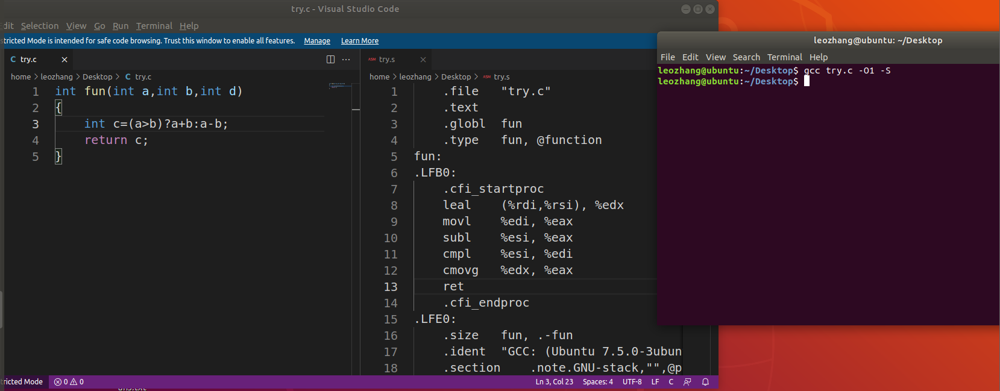 try.c - Visual Studio Code
dit Selection View Go Run Terminal Help
stricted Mode is intended for safe code browsing. Trust this window to enable all features. Manage Learn More
C try.c
home > leozhang > Desktop > C try.c
1 int fun(int a,int b,int d)
2 {
3 int c=(a>b)?a+b:a-b;
4 return c;
5 }
ASM try.s
home > leozhang > Desktop > ASM try.s
1 .file "try.c"
2 .text
3 .globl fun
4 .type fun, @function
5 fun:
6 .LFB0:
7 .cfi_startproc
8 leal (%rdi,%rsi), %edx
9 movl %edi, %eax
10 subl %esi, %eax
11 cmpl %esi, %edi
12 cmovg %edx, %eax
13 ret
14 .cfi_endproc
15 .LFE0:
16 .size fun, .-fun
17 .ident "GCC: (Ubuntu 7.5.0-3ubun
18 .section .note.GNU-stack,"",@p
tricted Mode 0 0 Ln 3, Col 23 Spaces: 4 UTF-8 LF C
leozhang@ubuntu: ~/Desktop
File Edit View Search Terminal Help
leozhang@ubuntu:~/Desktop$ gcc try.c -O1 -S
leozhang@ubuntu:~/Desktop$